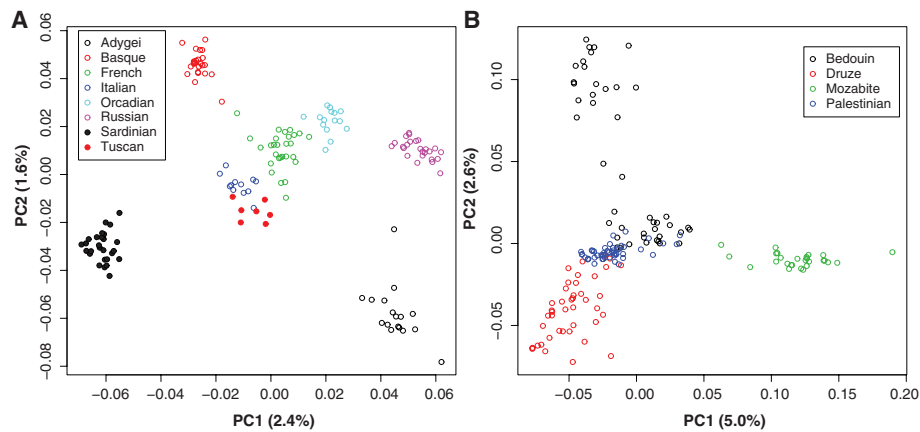 A
Adygei
Basque
French
Italian
Orcadian
Russian
Sardinian
Tuscan
PC2 (1.6%)
0.06
0.04
0.02
0.00
−0.02
−0.04
−0.06
−0.08
−0.06
−0.04
−0.02
0.00
0.02
0.04
0.06
PC1 (2.4%)
B
Bedouin
Druze
Mozabite
Palestinian
PC2 (2.6%)
0.10
0.05
0.00
−0.05
−0.05
0.00
0.05
0.10
0.15
0.20
PC1 (5.0%)